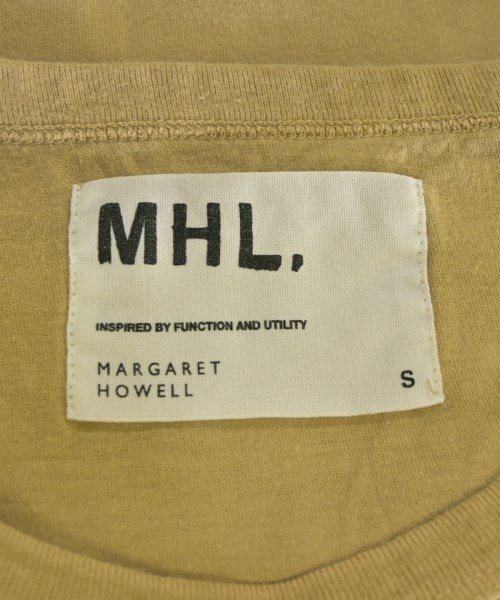 MHL.
INSPIRED BY FUNCTION AND UTILITY
MARGARET
HOWELL
S